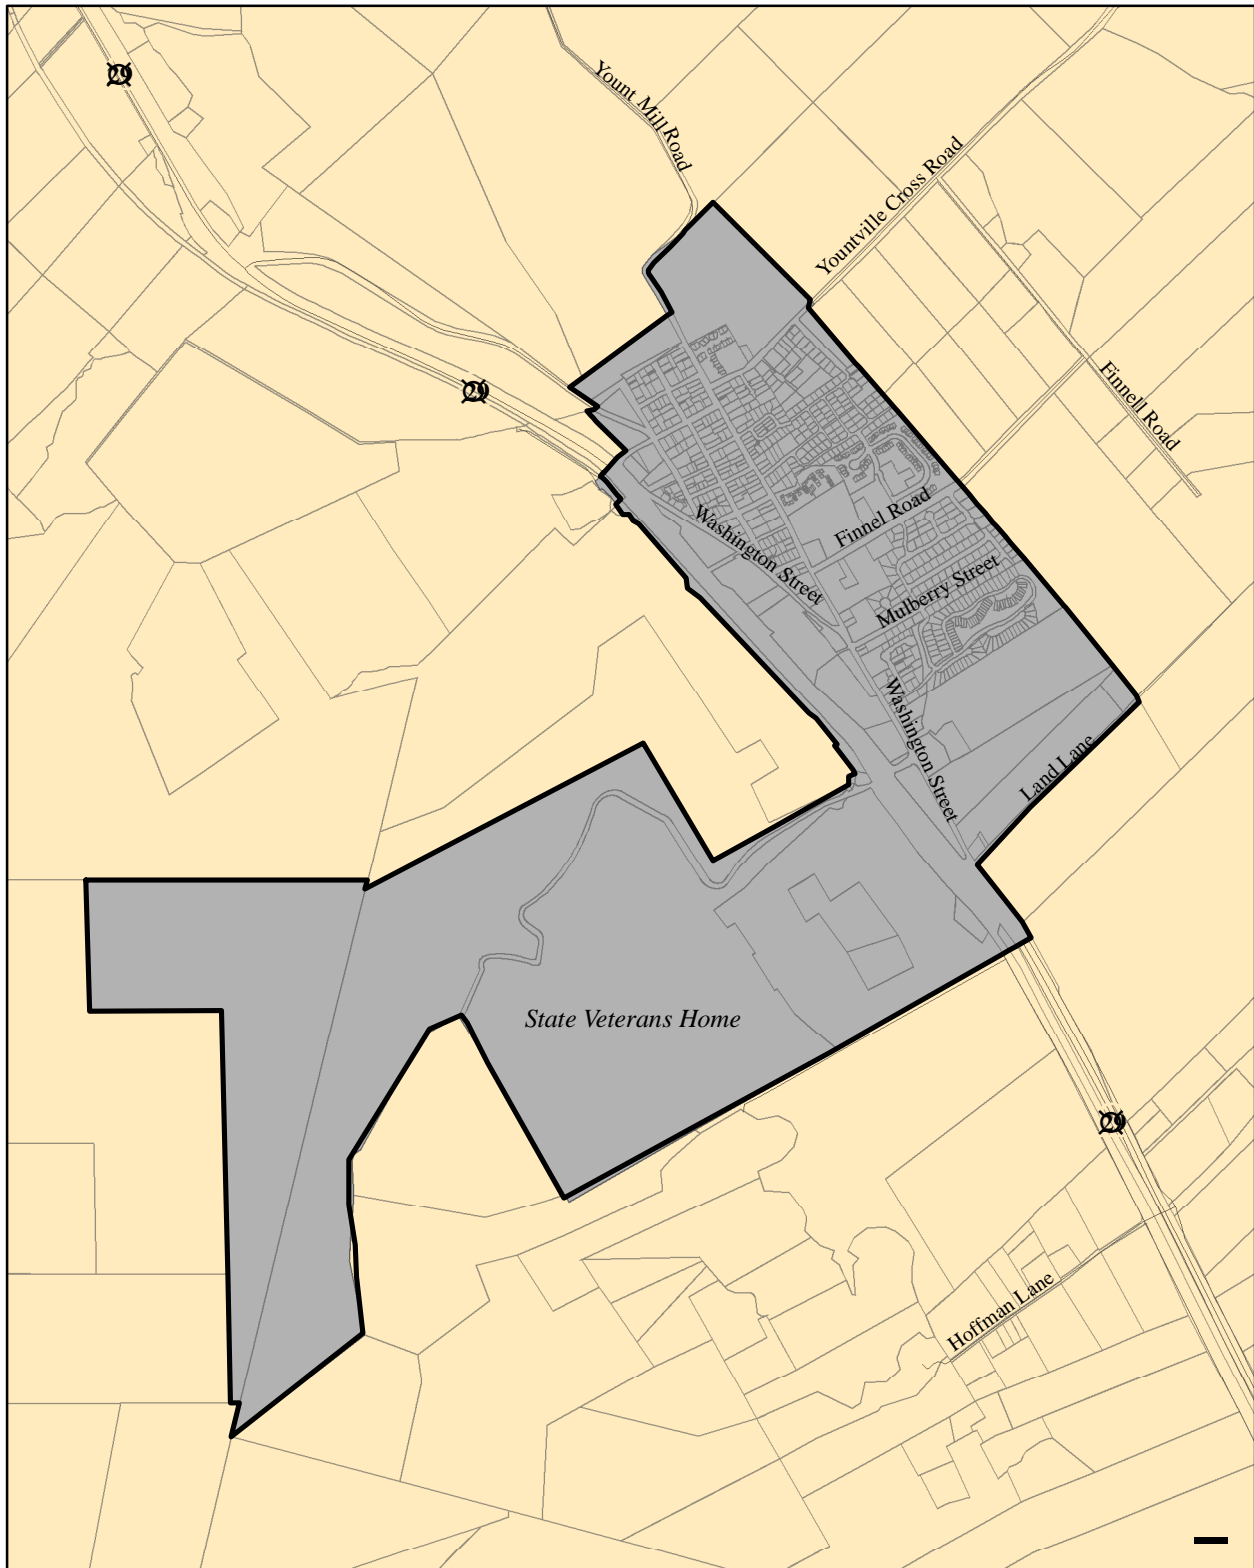 29
Yount Mill Road
Yountville Cross Road
29
Finnell Road
Washington Street
Finnel Road
Mulberry Street
Washington Street
Land Lane
State Veterans Home
29
Hoffman Lane